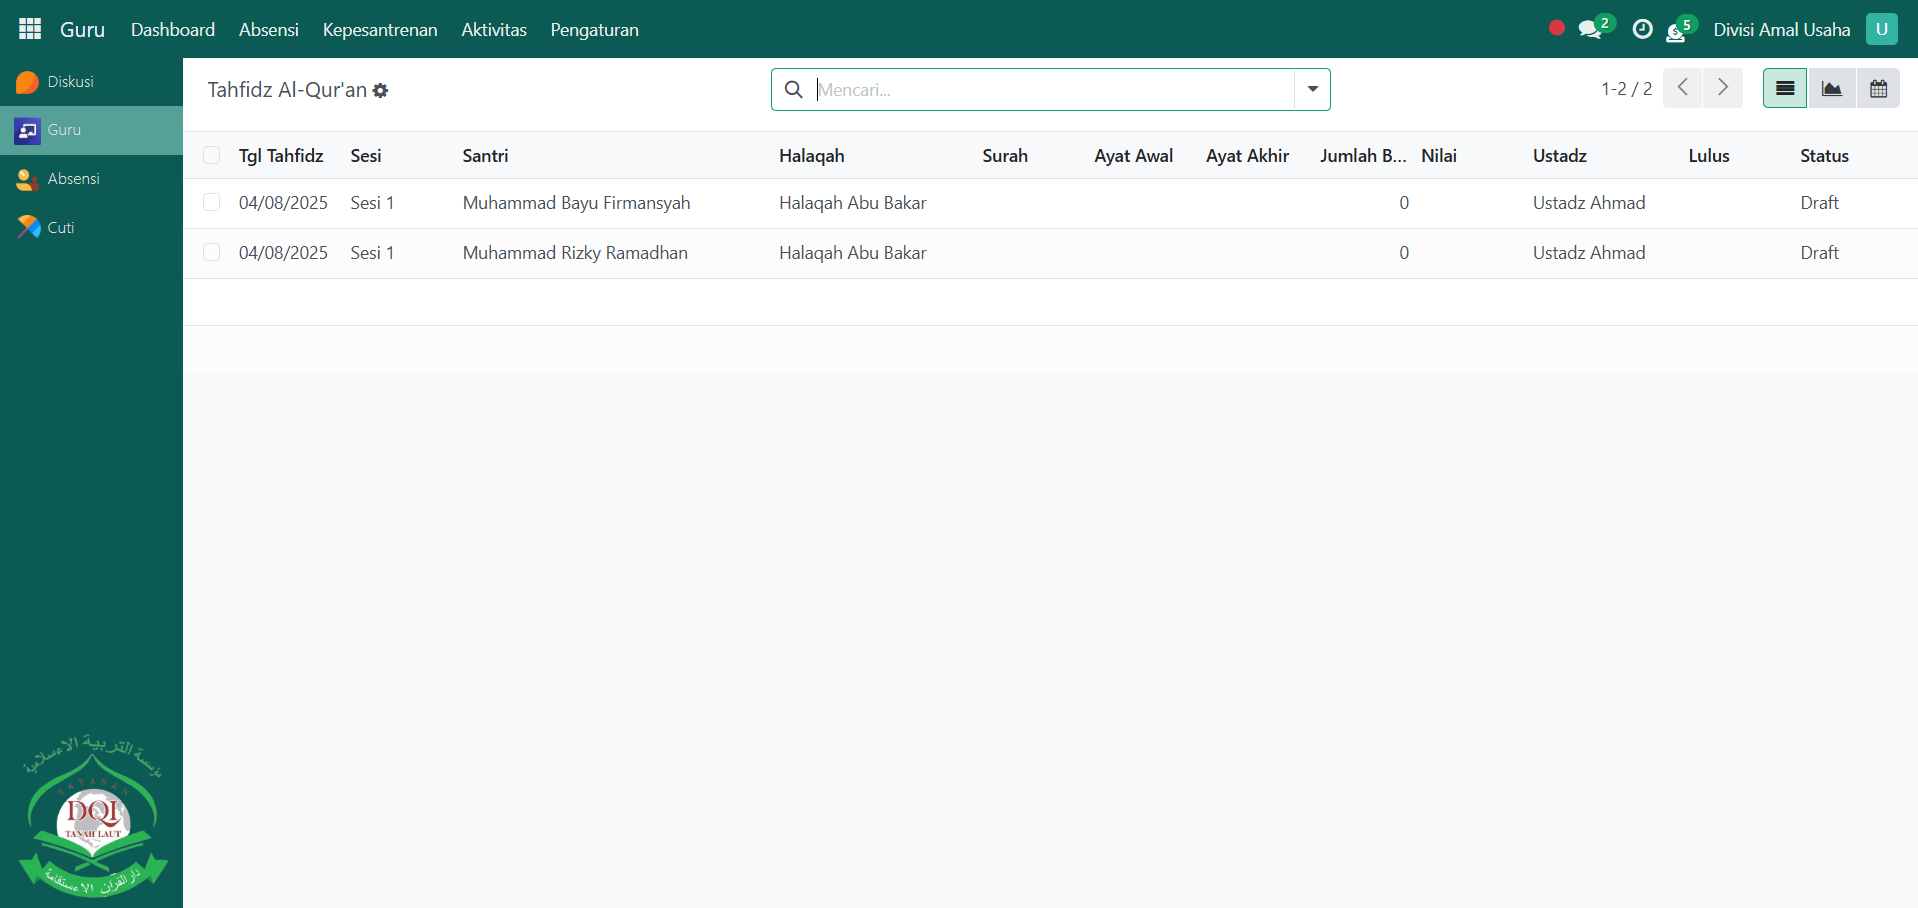 Guru Dashboard Absensi Kepesantrenan Aktivitas Pengaturan 2 5 Divisi Amal Usaha U
Diskusi
Guru
Absensi
Cuti
Tahfidz Al-Qur'an Mencari... 1-2 / 2
Tgl Tahfidz Sesi Santri Halaqah Surah Ayat Awal Ayat Akhir Jumlah B... Nilai Ustadz Lulus Status
04/08/2025 Sesi 1 Muhammad Bayu Firmansyah Halaqah Abu Bakar 0 Ustadz Ahmad Draft
04/08/2025 Sesi 1 Muhammad Rizky Ramadhan Halaqah Abu Bakar 0 Ustadz Ahmad Draft
مؤسسة التربية الاءسلامية
YAYASAN
DQI
TANAH LAUT
دار القرآن الاءستقامة